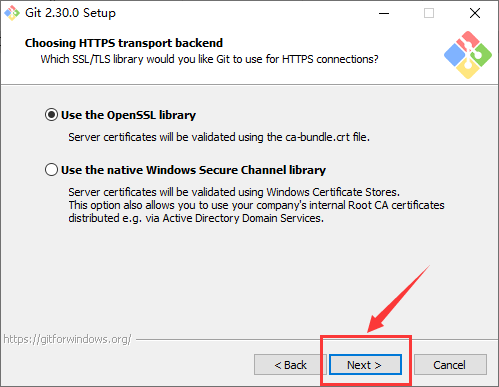 Git 2.30.0 Setup
Choosing HTTPS transport backend
Which SSL/TLS library would you like Git to use for HTTPS connections?
Use the OpenSSL library
Server certificates will be validated using the ca-bundle.crt file.
Use the native Windows Secure Channel library
Server certificates will be validated using Windows Certificate Stores.
This option also allows you to use your company's internal Root CA certificates
distributed e.g. via Active Directory Domain Services.
https://gitforwindows.org/
< Back
Next >
Cancel